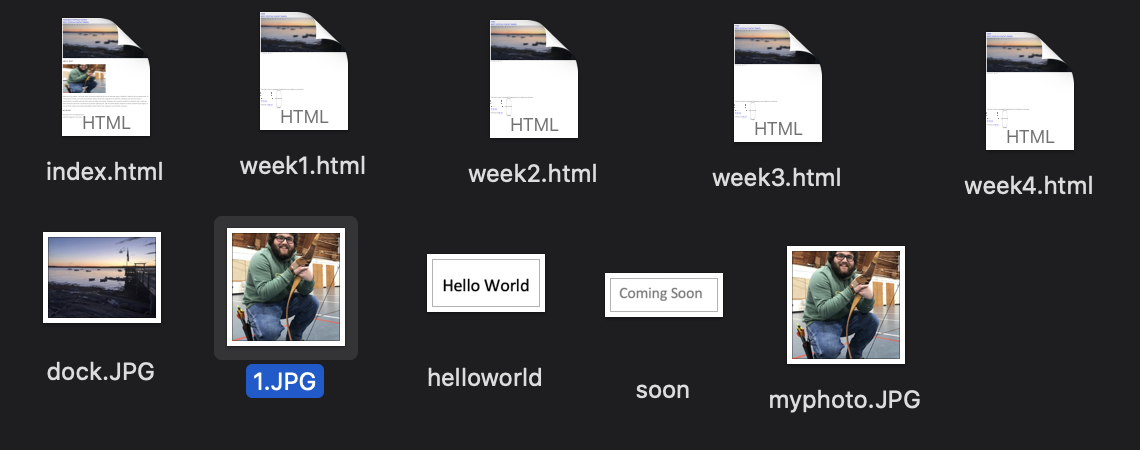 HTML
HTML
HTML
HTML
HTML
index.html
week1.html
week2.html
week3.html
week4.html
Hello World
Coming Soon
dock.JPG
1.JPG
helloworld
soon
myphoto.JPG